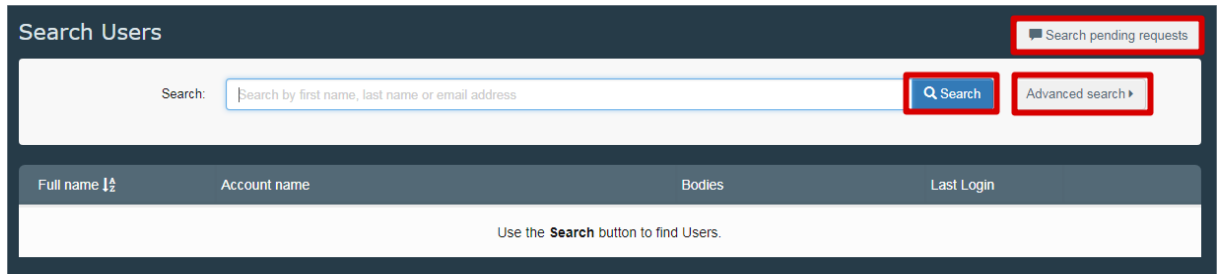 Search Users
Search pending requests
Search: Search by first name, last name or email address Search Advanced search
Full name Account name Bodies Last Login
Use the Search button to find Users.